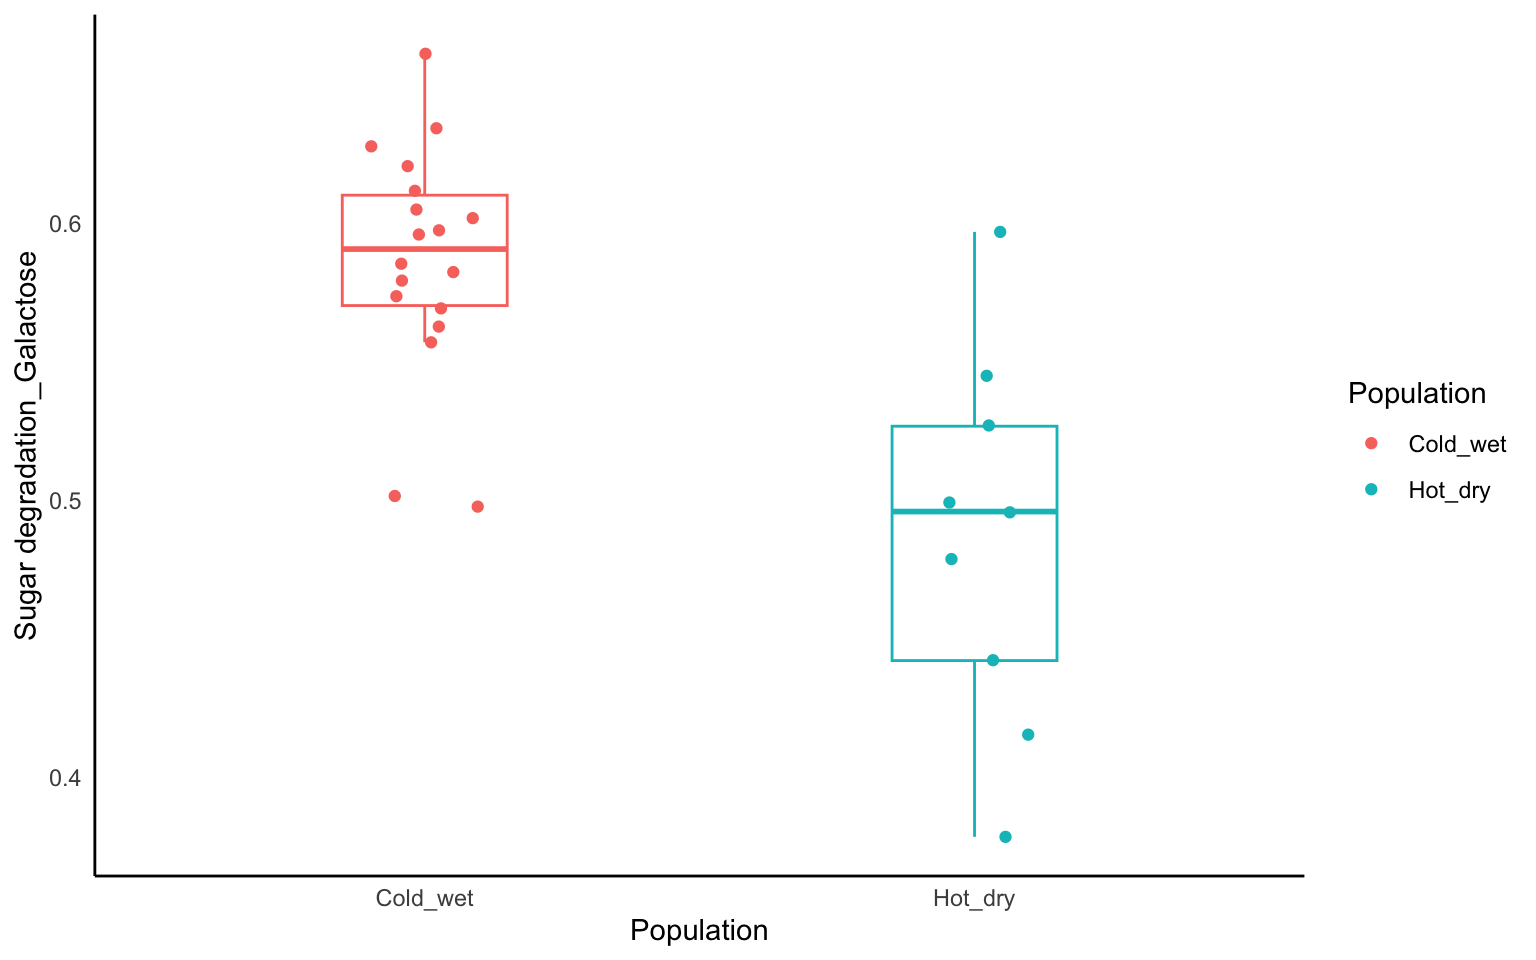 Sugar degradation_Galactose
0.6
0.5
0.4
Cold_wet
Hot_dry
Population
Population
Cold_wet
Hot_dry